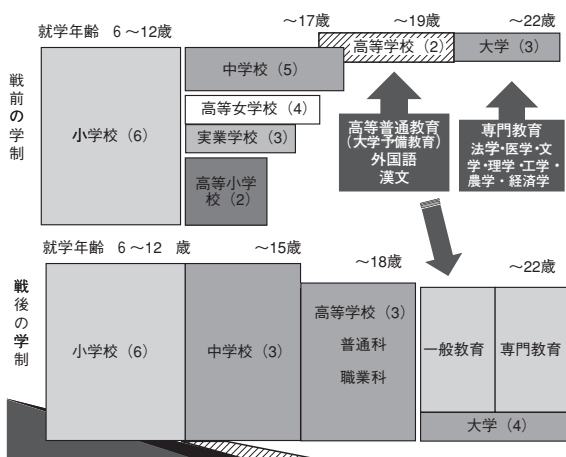 就学年齢 6～12歳 ～17歳 ～19歳 ～22歳
戦前の学制
小学校（6）
中学校（5）
高等学校（2）
大学（3）
高等女学校（4）
実業学校（3）
高等小学
校（2）
高等普通教育
（大学予備教育）
外国語
漢文
専門教育
法学・医学・文
学・理学・工学・
農学・経済学
就学年齢 6～12 歳 ～15歳 ～18歳 ～22歳
戦後の学制
小学校（6）
中学校（3）
高等学校（3）
普通科
職業科
一般教育
専門教育
大学（4）